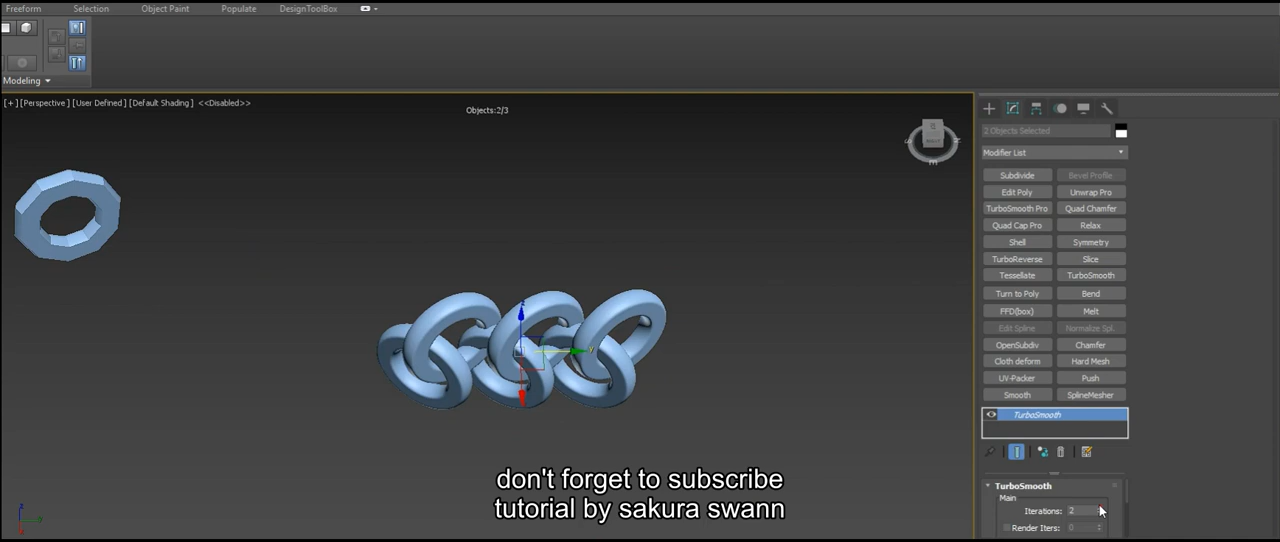 Freeform Selection Object Paint Populate DesignToolBox
Modeling
[+] [Perspective] [User Defined] [Default Shading] <<Disabled>>
Objects:2/3
2 Objects Selected
Modifier List
Subdivide Bevel Profile
Edit Poly Unwrap Pro
TurboSmooth Pro Quad Chamfer
Quad Cap Pro Relax
Shell Symmetry
TurboReverse Slice
Tessellate TurboSmooth
Turn to Poly Bend
FFD(box) Melt
Edit Spline Normalize Spl.
OpenSubdiv Chamfer
Cloth deform Hard Mesh
UV-Packer Push
Smooth SplineMesher
TurboSmooth
TurboSmooth
Main
Iterations: 2
Render Iters: 0
don't forget to subscribe
tutorial by sakura swann